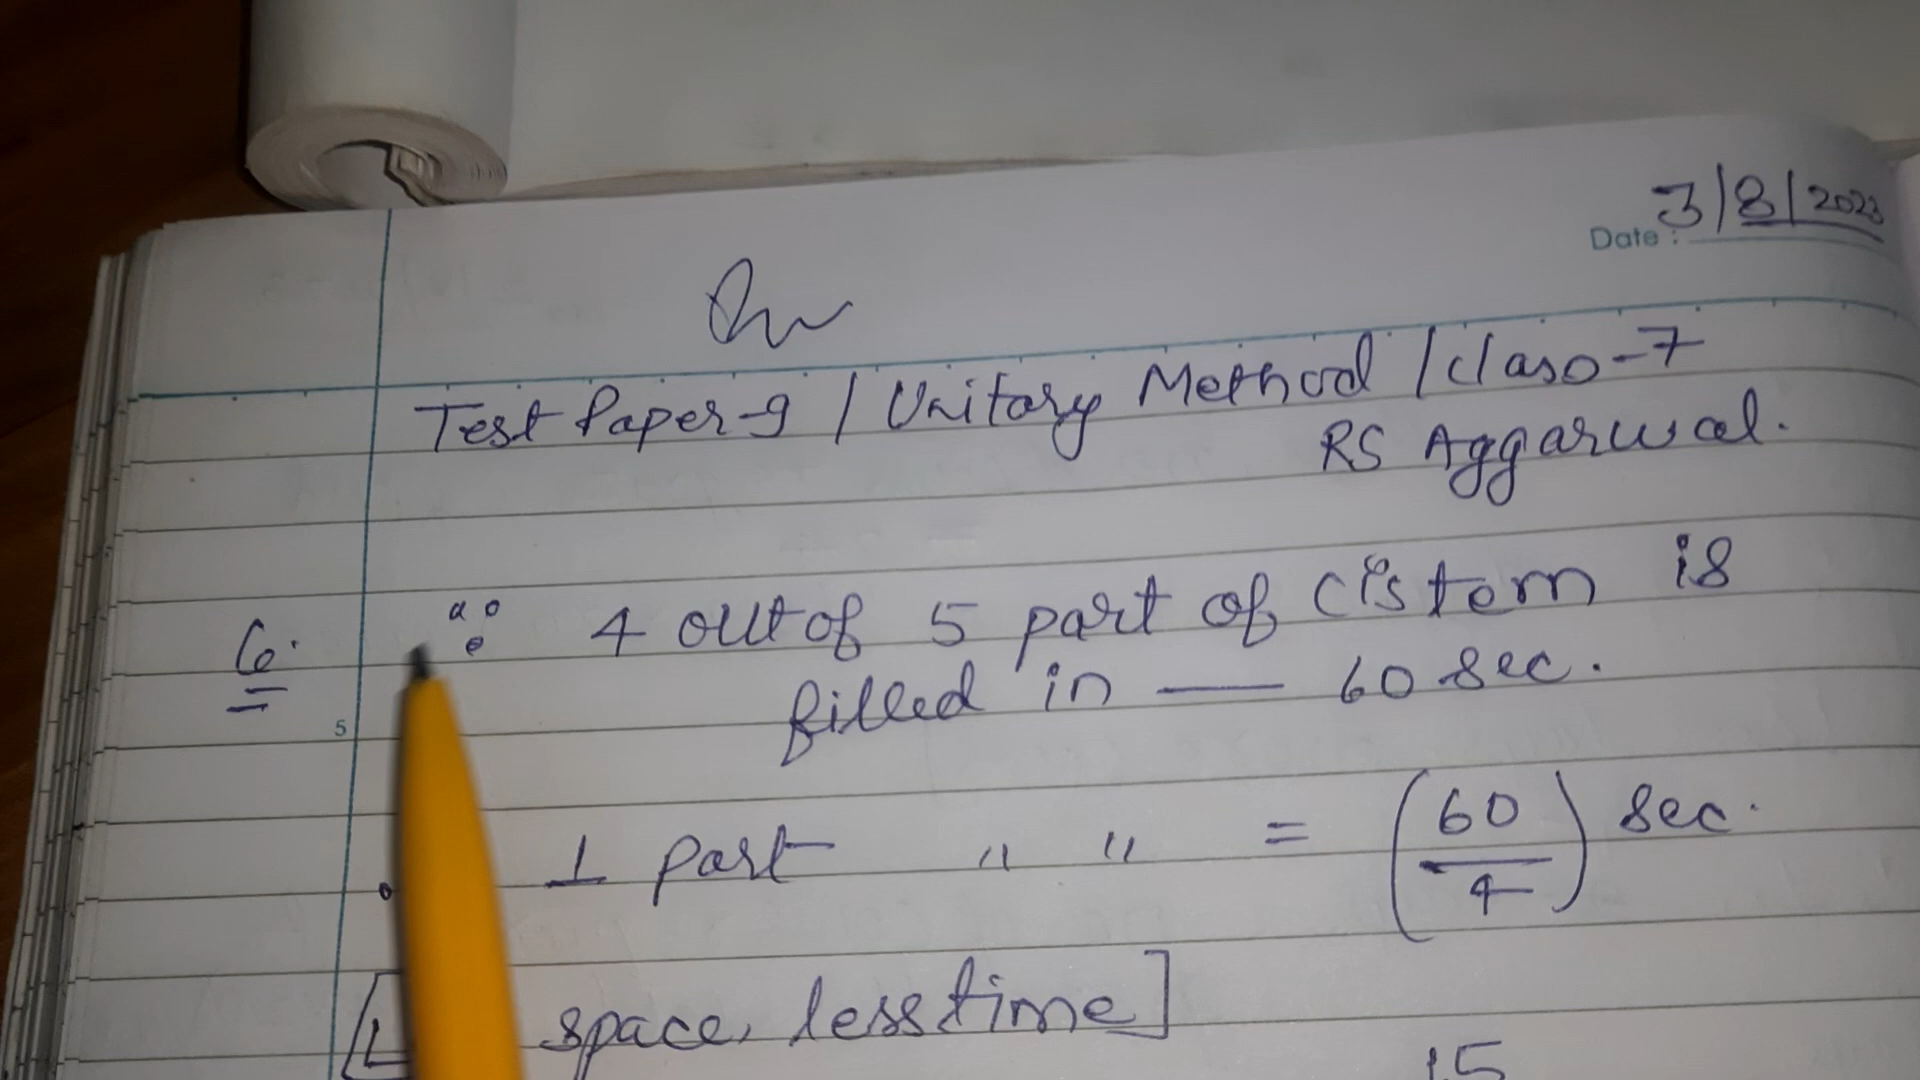 Date : 3/8/2023
Test Paper-9 / Unitary Method / Class-7
RS Aggarwal.
6. ∵ 4 out of 5 part of Cistern is
filled in — 60 sec.
5
1 part " " = (60/4) sec.
space, less time]
15